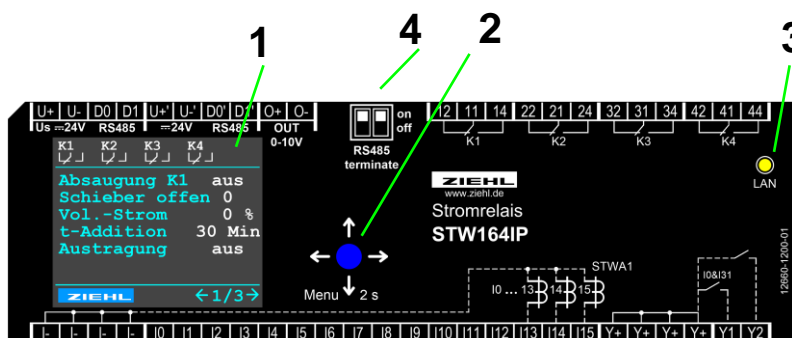 1 4 2 3
U+ U- D0 D1 U+' U-' D0' D1' O+ O- 12 11 14 22 21 24 32 31 34 42 41 44
Us ⎓24V RS485 ⎓24V RS485 OUT
0-10V
on
off
RS485
terminate
K1 K2 K3 K4
K1 K2 K3 K4
Absaugung K1 aus
Schieber offen 0
Vol.-Strom 0 %
t-Addition 30 Min
Austragung aus
ZIEHL ←1/3→
Menu 2 s
ZIEHL
www.ziehl.de
Stromrelais
STW164IP
LAN
STWA1
I0 ... 13 14 15
I0&I31
12660-1200-01
I- I- I- I- I0 I1 I2 I3 I4 I5 I6 I7 I8 I9 I10 I11 I12 I13 I14 I15 Y+ Y+ Y+ Y+ Y1 Y2